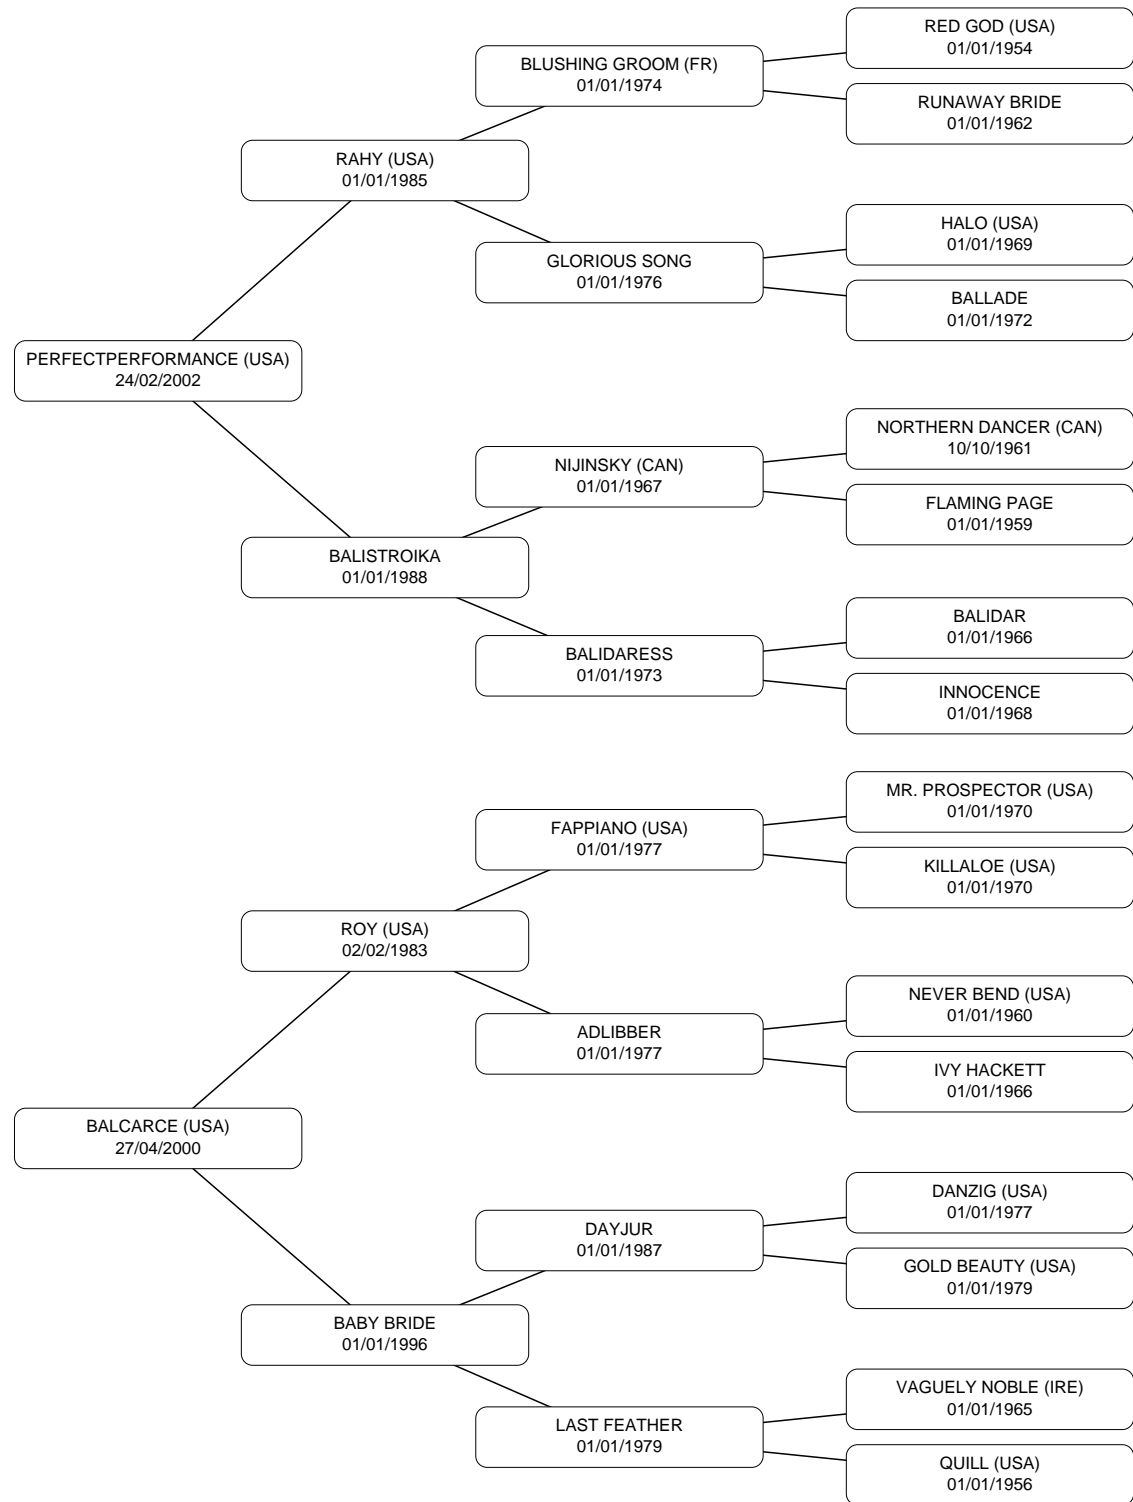 RED GOD (USA)
01/01/1954
BLUSHING GROOM (FR)
01/01/1974
RUNAWAY BRIDE
01/01/1962
RAHY (USA)
01/01/1985
HALO (USA)
01/01/1969
GLORIOUS SONG
01/01/1976
BALLADE
01/01/1972
PERFECTPERFORMANCE (USA)
24/02/2002
NORTHERN DANCER (CAN)
10/10/1961
NIJINSKY (CAN)
01/01/1967
FLAMING PAGE
01/01/1959
BALISTROIKA
01/01/1988
BALIDAR
01/01/1966
BALIDARESS
01/01/1973
INNOCENCE
01/01/1968
MR. PROSPECTOR (USA)
01/01/1970
FAPPIANO (USA)
01/01/1977
KILLALOE (USA)
01/01/1970
ROY (USA)
02/02/1983
NEVER BEND (USA)
01/01/1960
ADLIBBER
01/01/1977
IVY HACKETT
01/01/1966
BALCARCE (USA)
27/04/2000
DANZIG (USA)
01/01/1977
DAYJUR
01/01/1987
GOLD BEAUTY (USA)
01/01/1979
BABY BRIDE
01/01/1996
VAGUELY NOBLE (IRE)
01/01/1965
LAST FEATHER
01/01/1979
QUILL (USA)
01/01/1956